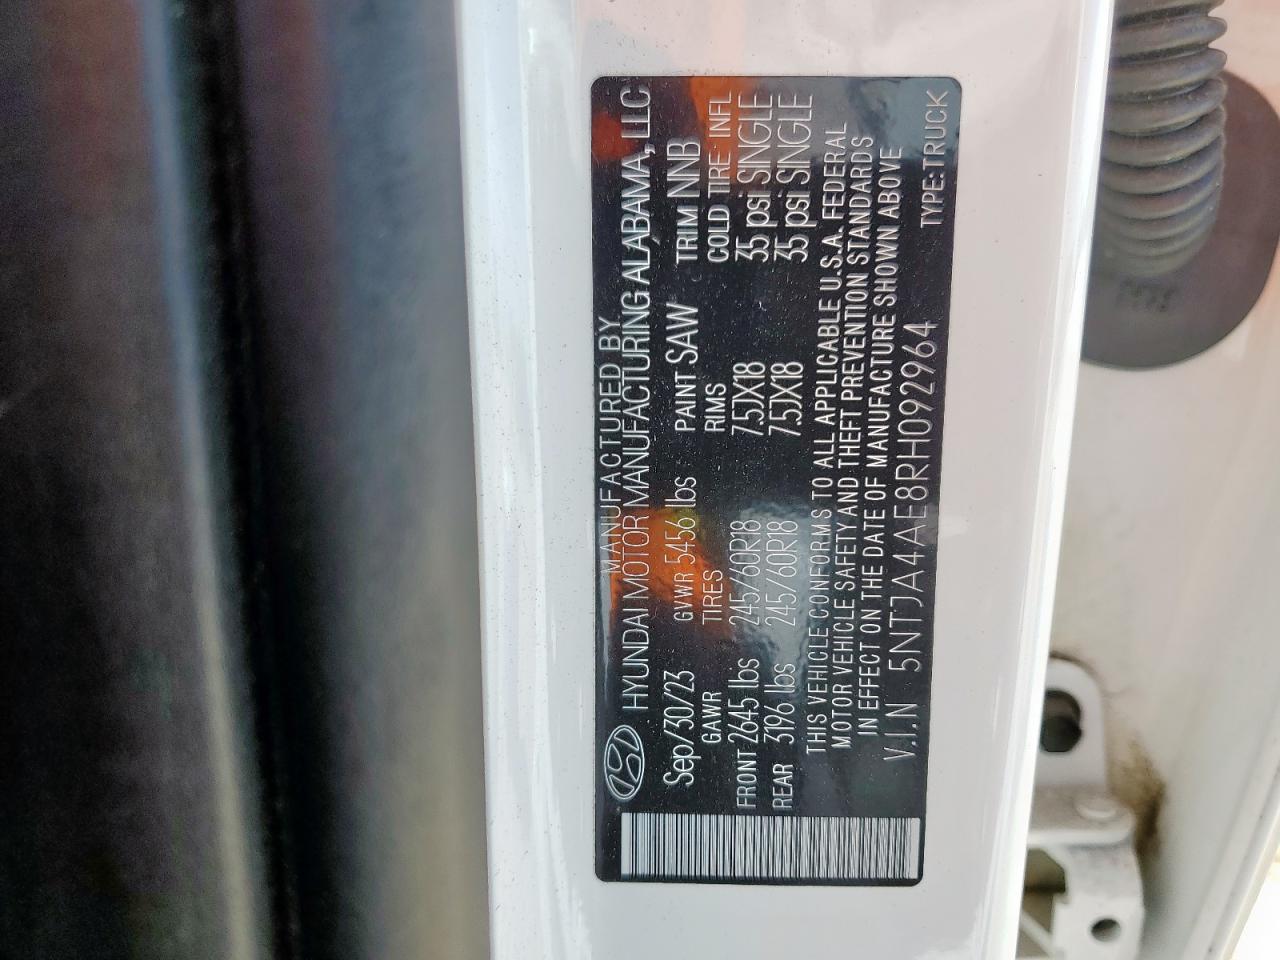 MANUFACTURED BY
HYUNDAI MOTOR MANUFACTURING ALABAMA, LLC
Sep/30/23 GVWR 5456 lbs PAINT SAW TRIM NNB
GAWR TIRES RIMS COLD TIRE INFL
FRONT 2645 lbs 245/60R18 7.5JX18 35 psi SINGLE
REAR 3196 lbs 245/60R18 7.5JX18 35 psi SINGLE
THIS VEHICLE CONFORMS TO ALL APPLICABLE U.S.A. FEDERAL
MOTOR VEHICLE SAFETY AND THEFT PREVENTION STANDARDS
IN EFFECT ON THE DATE OF MANUFACTURE SHOWN ABOVE
V.I.N 5NTJA4AE8RH092964 TYPE:TRUCK